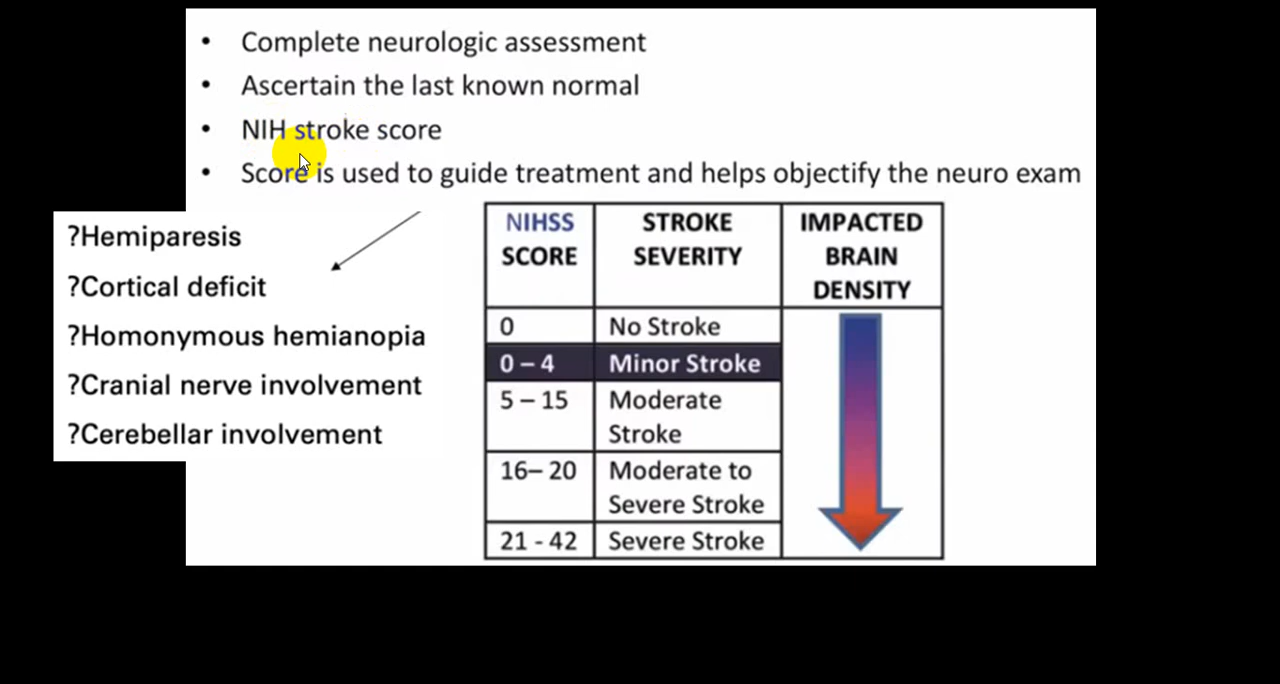 • Complete neurologic assessment
• Ascertain the last known normal
• NIH stroke score
• Score is used to guide treatment and helps objectify the neuro exam
?Hemiparesis
?Cortical deficit
?Homonymous hemianopia
?Cranial nerve involvement
?Cerebellar involvement
NIHSS SCORE STROKE SEVERITY IMPACTED BRAIN DENSITY
0 No Stroke
0 – 4 Minor Stroke
5 – 15 Moderate Stroke
16– 20 Moderate to Severe Stroke
21 - 42 Severe Stroke